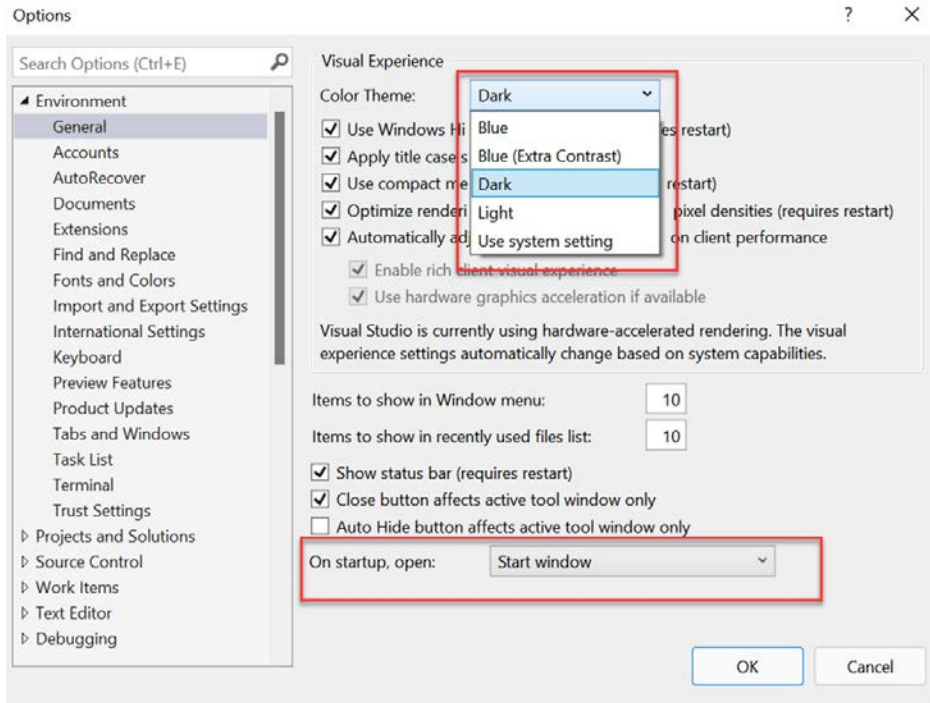 Options
?
Search Options (Ctrl+E)
Environment
General
Accounts
AutoRecover
Documents
Extensions
Find and Replace
Fonts and Colors
Import and Export Settings
International Settings
Keyboard
Preview Features
Product Updates
Tabs and Windows
Task List
Terminal
Trust Settings
Projects and Solutions
Source Control
Work Items
Text Editor
Debugging
Visual Experience
Color Theme: Dark
Blue
Blue (Extra Contrast)
Dark
Light
Use system setting
Use Windows Hi es restart)
Apply title case s
Use compact me restart)
Optimize renderi pixel densities (requires restart)
Automatically adj on client performance
Enable rich client visual experience
Use hardware graphics acceleration if available
Visual Studio is currently using hardware-accelerated rendering. The visual
experience settings automatically change based on system capabilities.
Items to show in Window menu: 10
Items to show in recently used files list: 10
Show status bar (requires restart)
Close button affects active tool window only
Auto Hide button affects active tool window only
On startup, open: Start window
OK Cancel